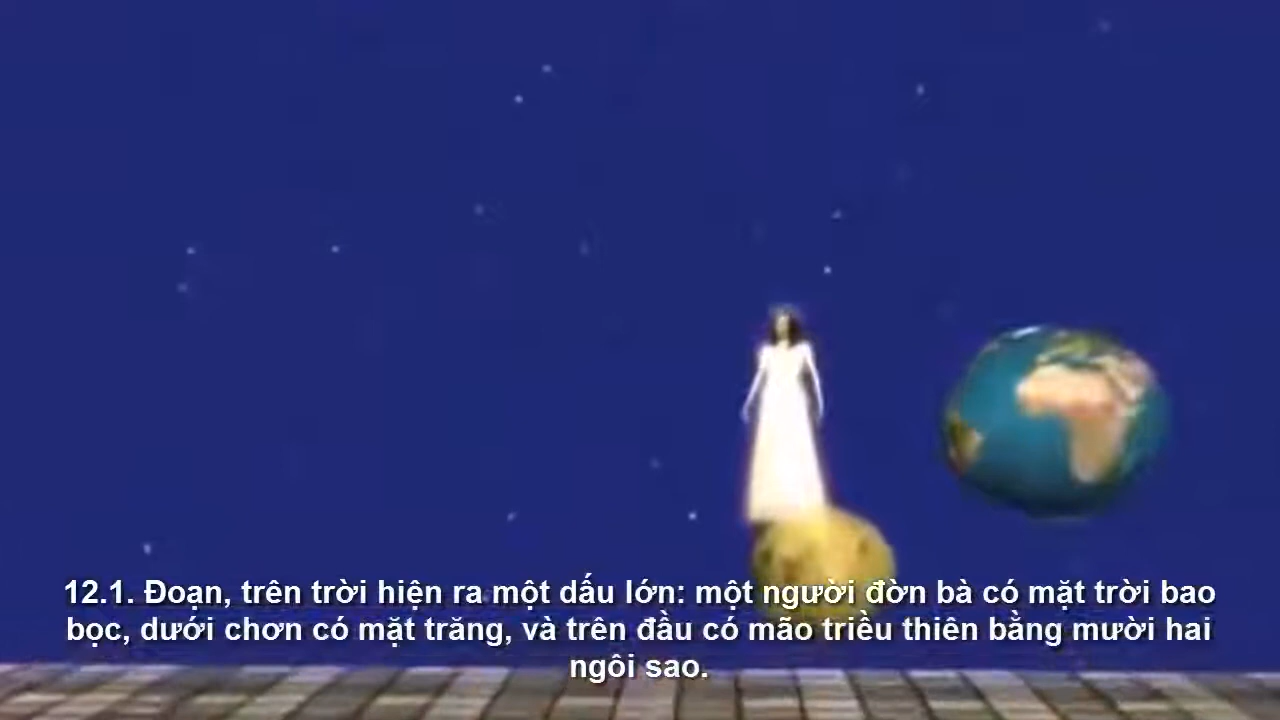 12.1. Đoạn, trên trời hiện ra một dấu lớn: một người đờn bà có mặt trời bao
bọc, dưới chơn có mặt trăng, và trên đầu có mão triều thiên bằng mười hai
ngôi sao.